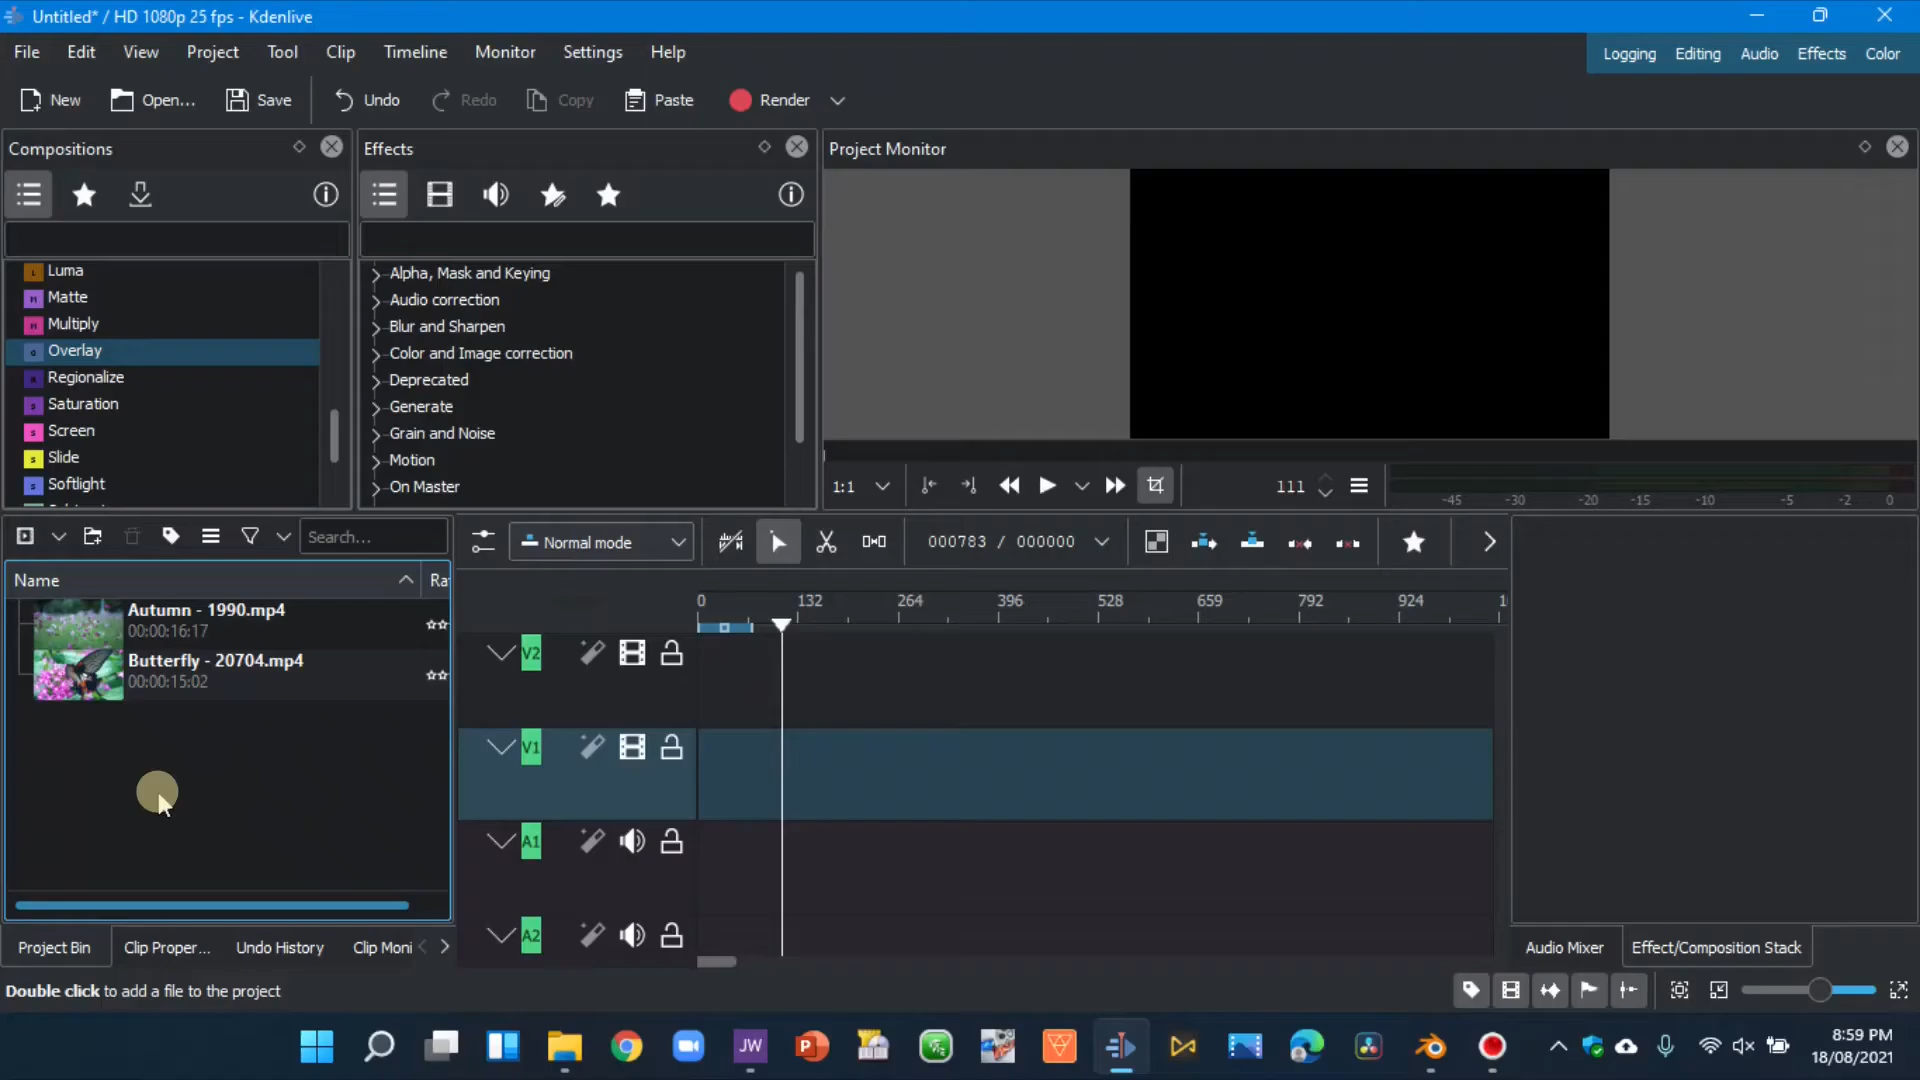 Untitled* / HD 1080p 25 fps - Kdenlive
File Edit View Project Tool Clip Timeline Monitor Settings Help
Logging Editing Audio Effects Color
New Open... Save Undo Redo Copy Paste Render
Compositions
Effects
Project Monitor
Luma
Matte
Multiply
Overlay
Regionalize
Saturation
Screen
Slide
Softlight
Alpha, Mask and Keying
Audio correction
Blur and Sharpen
Color and Image correction
Deprecated
Generate
Grain and Noise
Motion
On Master
1:1
111
-45 -30 -20 -15 -10 -5 -2 0
Search...
Normal mode
000783 / 000000
Name
Ra
Autumn - 1990.mp4
00:00:16:17
Butterfly - 20704.mp4
00:00:15:02
0 132 264 396 528 659 792 924
V2
V1
A1
A2
Project Bin Clip Proper... Undo History Clip Moni
Audio Mixer Effect/Composition Stack
Double click to add a file to the project
JW
8:59 PM
18/08/2021